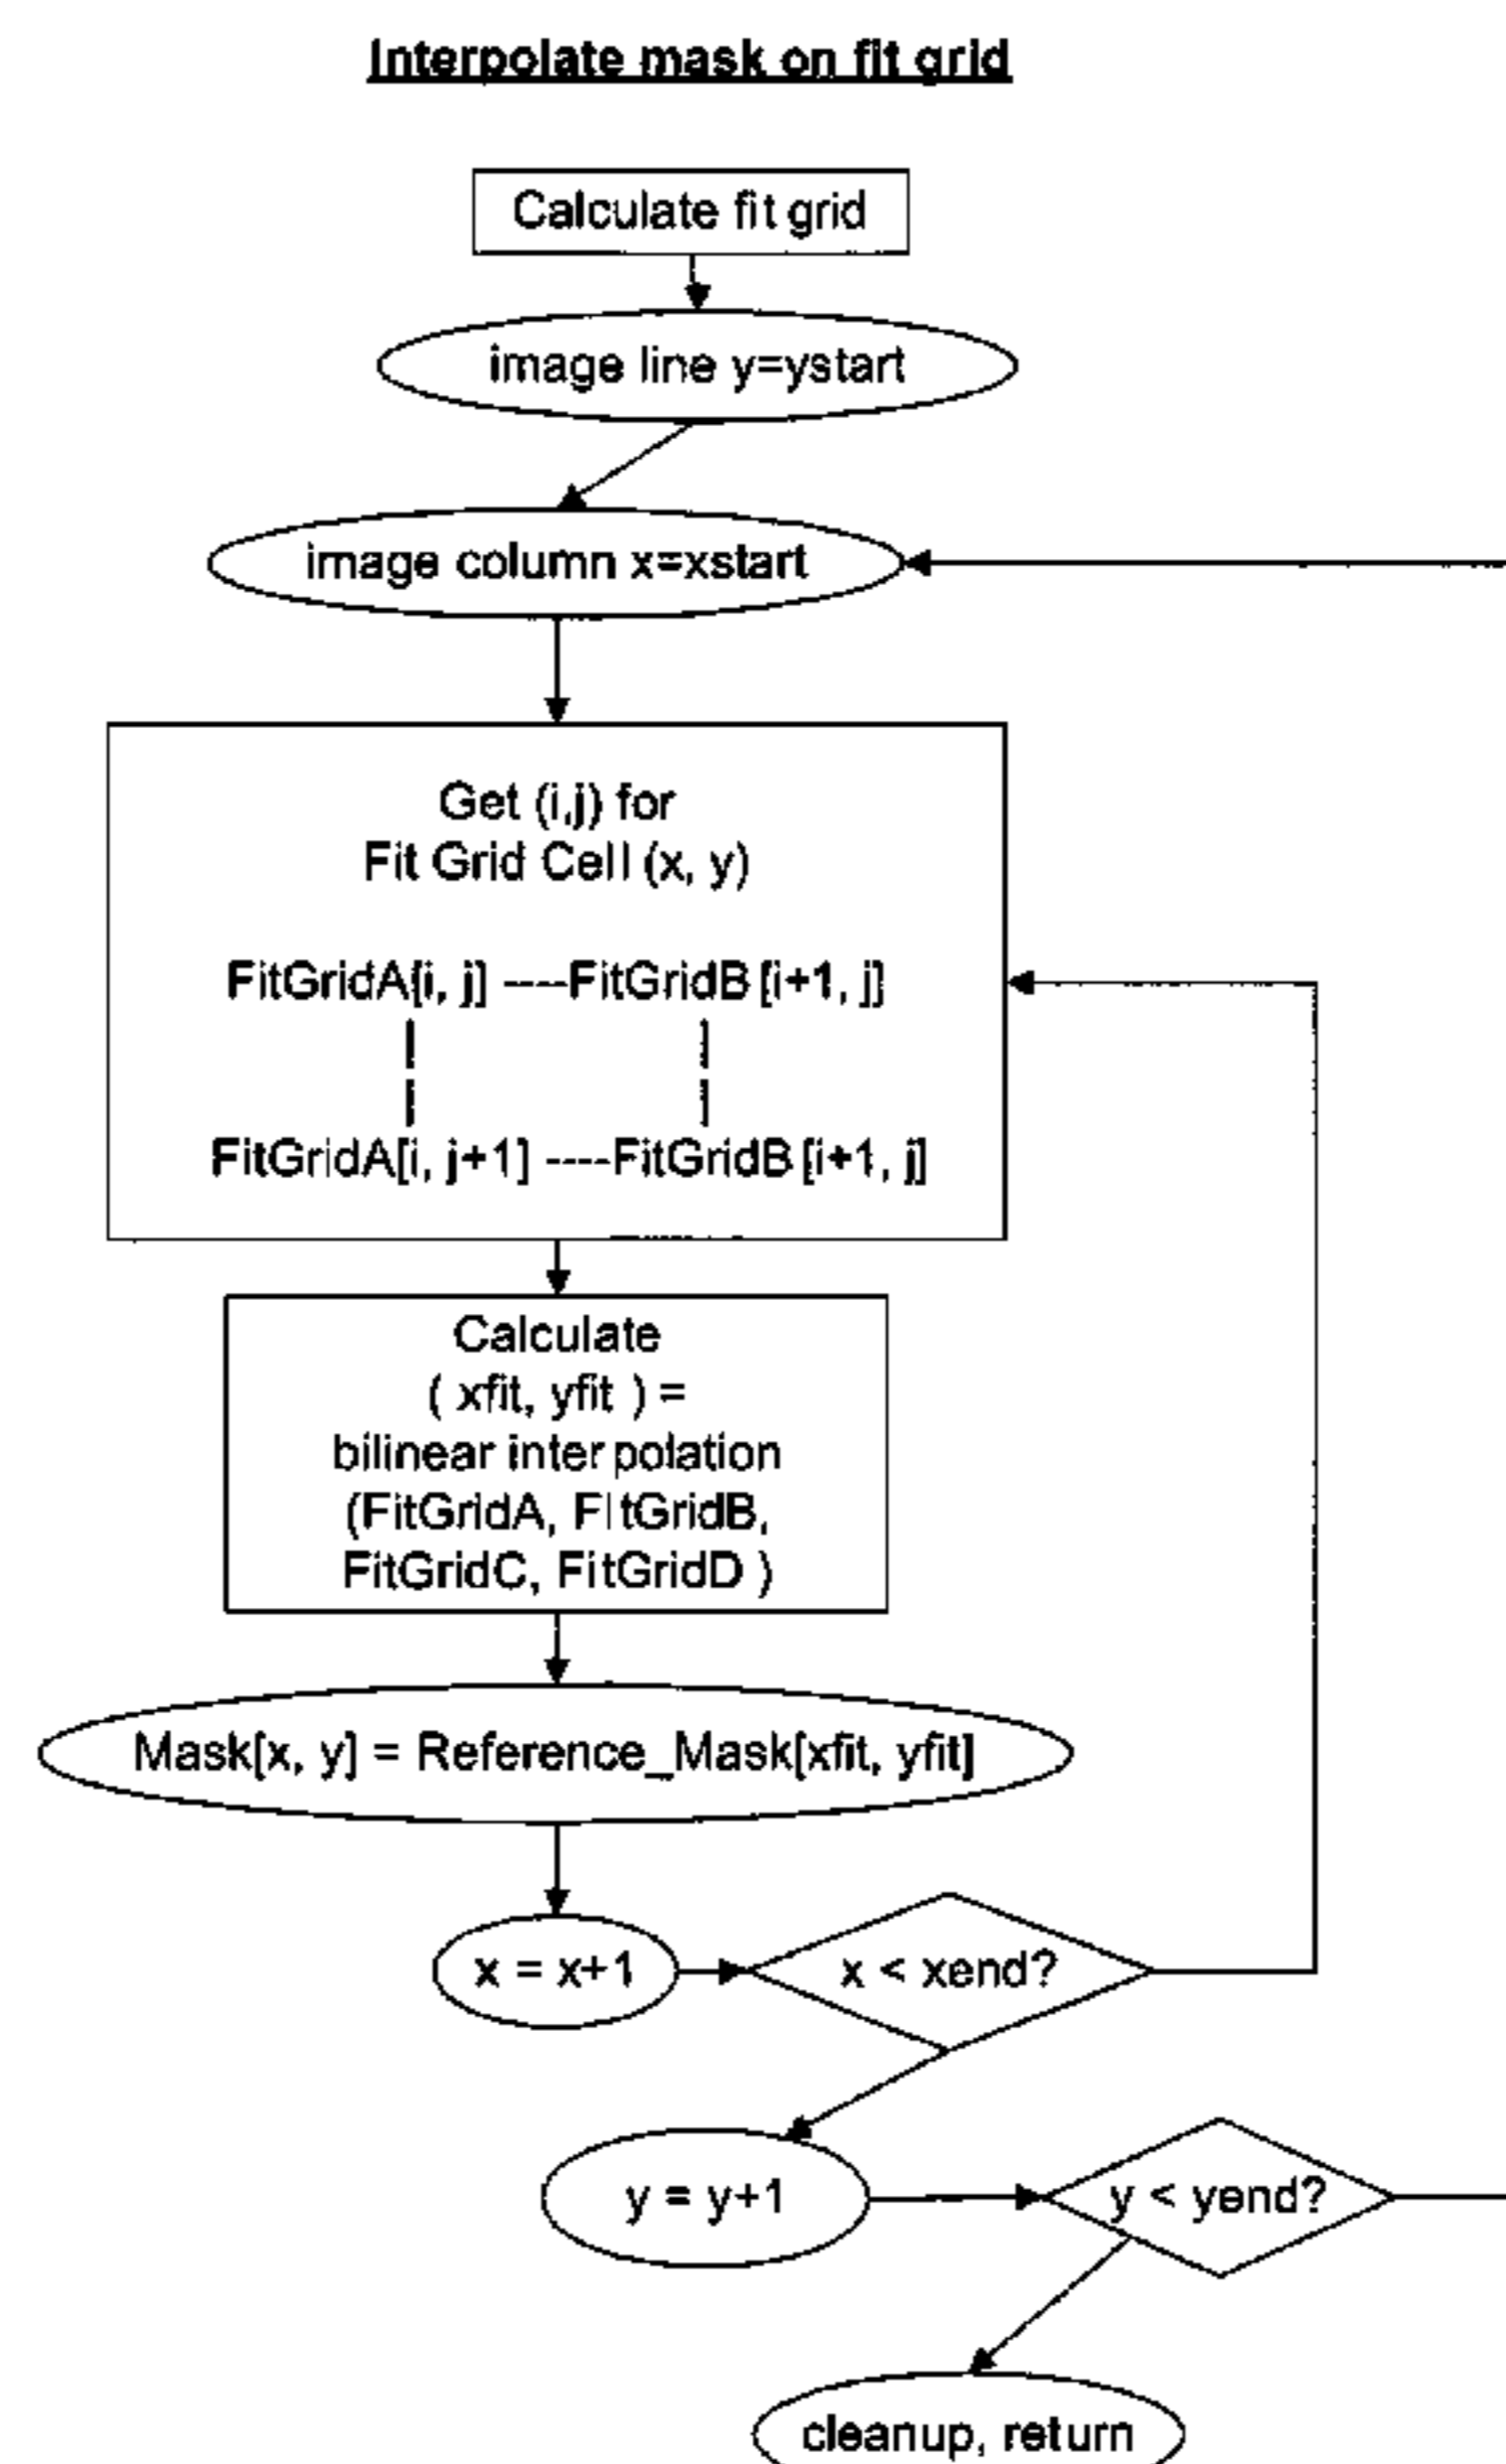 Interpolate mask on fit grid
Calculate fit grid
image line y=ystart
image column x=xstart
Get (i,j) for
Fit Grid Cell (x, y)
FitGridA[i, j] ----FitGridB[i+1, j]
| |
| |
FitGridA[i, j+1] ----FitGridB[i+1, j]
Calculate
( xfit, yfit ) =
bilinear interpolation
(FitGridA, FitGridB,
FitGridC, FitGridD )
Mask[x, y] = Reference_Mask[xfit, yfit]
x = x+1
x < xend?
y = y+1
y < yend?
cleanup, return